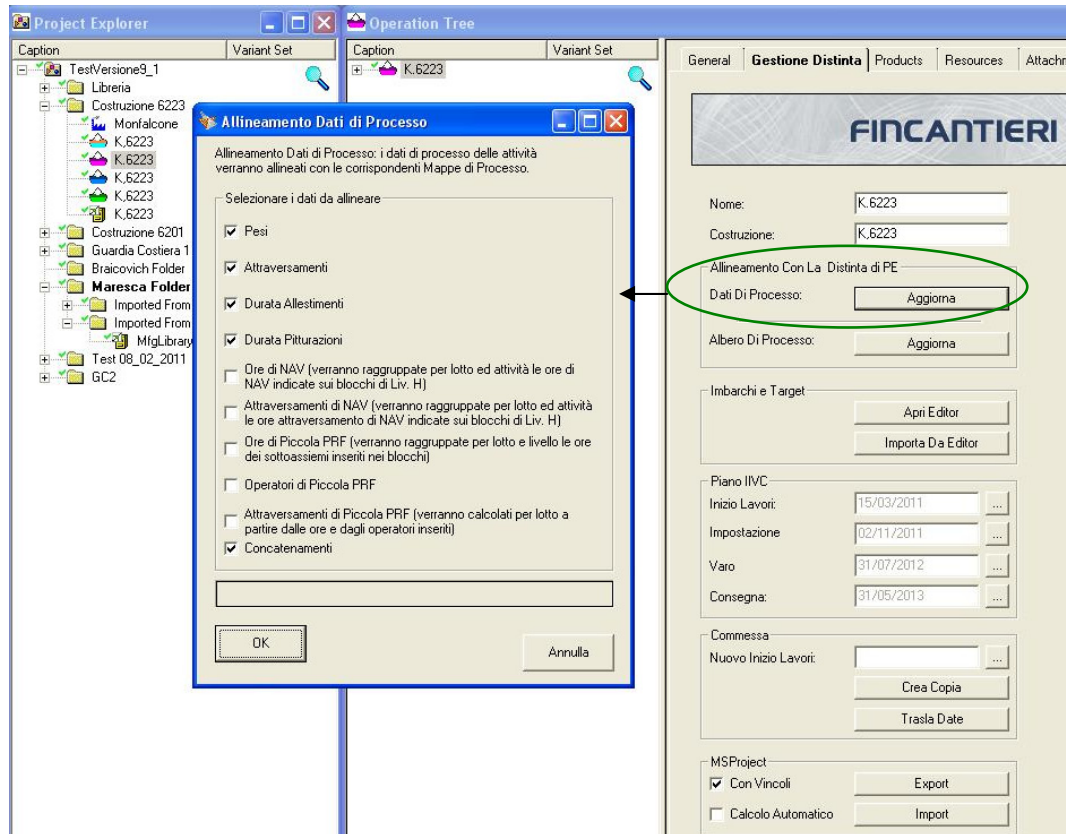 Project Explorer
Caption Variant Set
TestVersione9_1
Libreria
Costruzione 6223
Monfalcone
K,6223
K.6223
K,6223
K,6223
K,6223
Costruzione 6201
Guardia Costiera 1
Braicovich Folder
Maresca Folder
Imported From
Imported From
MfgLibrary
Test 08_02_2011
GC2
Operation Tree
Caption Variant Set
K.6223
Allineamento Dati di Processo
Allineamento Dati di Processo: i dati di processo delle attività
verranno allineati con le corrispondenti Mappe di Processo.
Selezionare i dati da allineare
Pesi
Attraversamenti
Durata Allestimenti
Durata Pitturazioni
Ore di NAV (verranno raggruppate per lotto ed attività le ore di
NAV indicate sui blocchi di Liv. H)
Attraversamenti di NAV (verranno raggruppate per lotto ed attività
le ore attraversamento di NAV indicate sui blocchi di Liv. H)
Ore di Piccola PRF (verranno raggruppate per lotto e livello le ore
dei sottoassiemi inseriti nei blocchi)
Operatori di Piccola PRF
Attraversamenti di Piccola PRF (verranno calcolati per lotto a
partire dalle ore e dagli operatori inseriti)
Concatenamenti
OK Annulla
General Gestione Distinta Products Resources Attachm
FINCANTIERI
Nome: K.6223
Costruzione: K,6223
Allineamento Con La Distinta di PE
Dati Di Processo: Aggiorna
Albero Di Processo: Aggiorna
Imbarchi e Target
Apri Editor
Importa Da Editor
Piano IIVC
Inizio Lavori: 15/03/2011 ...
Impostazione 02/11/2011 ...
Varo 31/07/2012 ...
Consegna: 31/05/2013 ...
Commessa
Nuovo Inizio Lavori: ...
Crea Copia
Trasla Date
MSProject
Con Vincoli Export
Calcolo Automatico Import